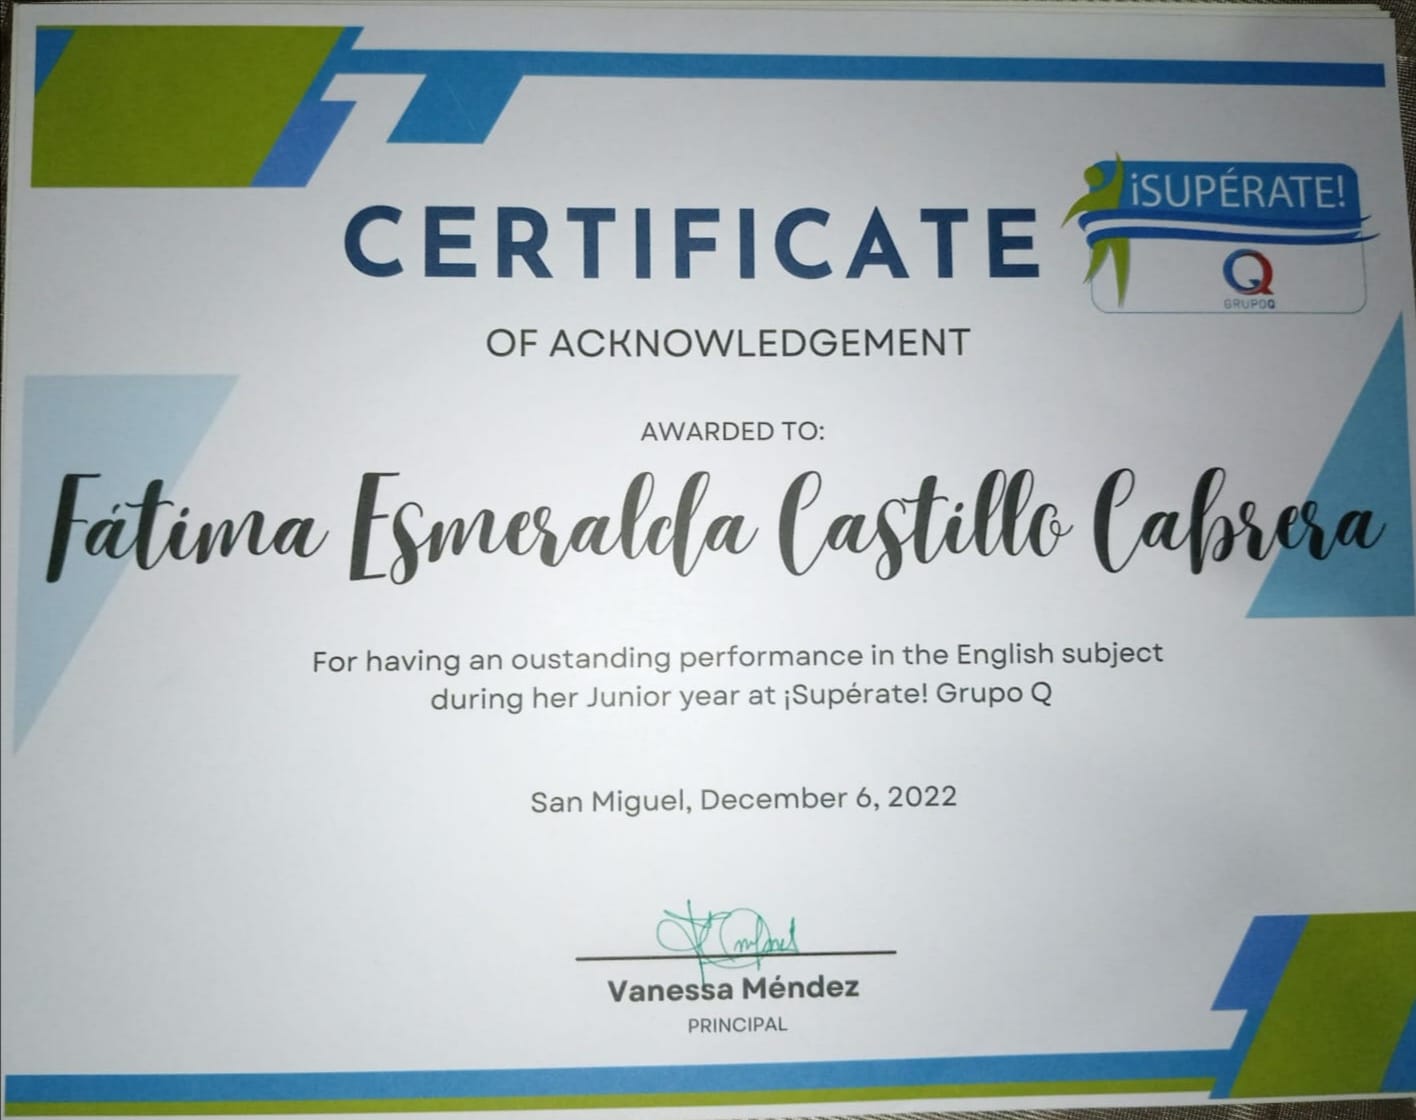 ¡SUPÉRATE!
GRUPOQ
CERTIFICATE
OF ACKNOWLEDGEMENT
AWARDED TO:
Fátima Esmeralda Castillo Cabrera
For having an oustanding performance in the English subject
during her Junior year at ¡Supérate! Grupo Q
San Miguel, December 6, 2022
Vanessa Méndez
PRINCIPAL